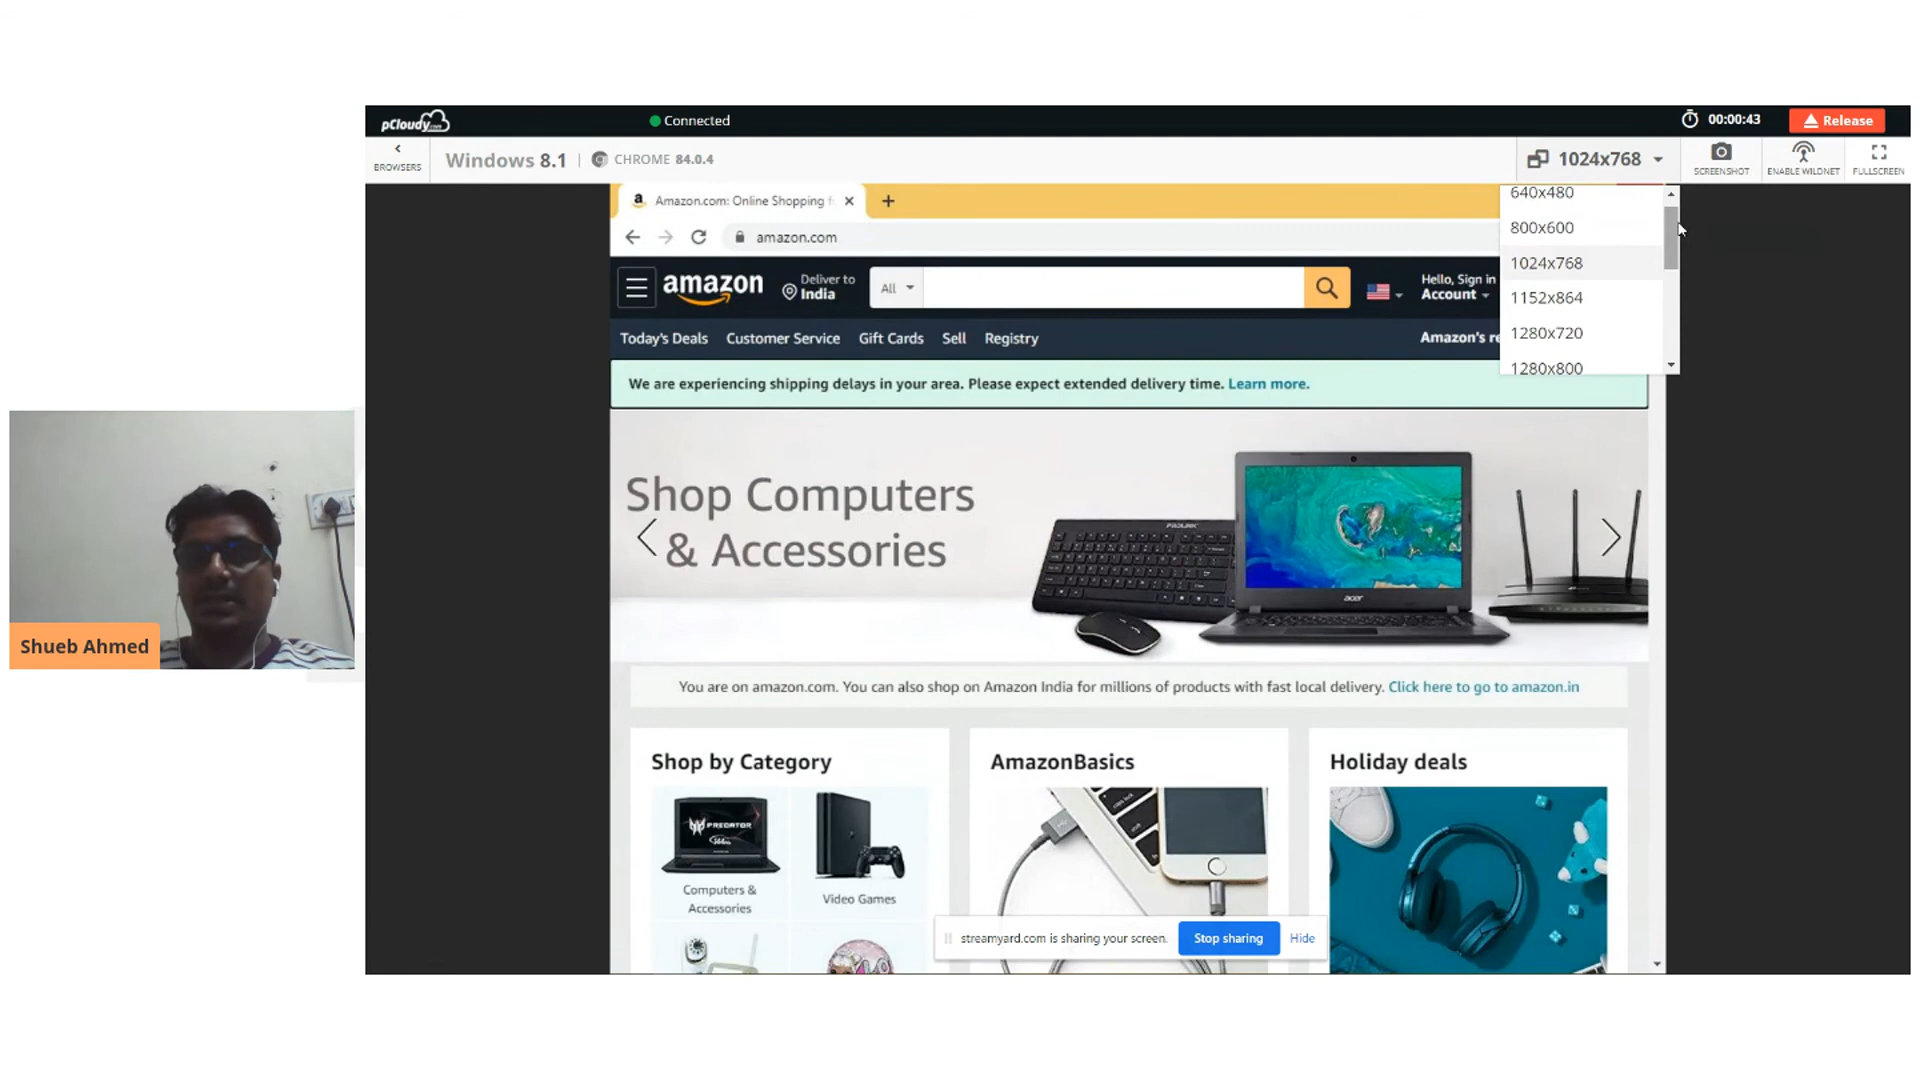 pCloudy.com
Connected
00:00:43
Release
BROWSERS
Windows 8.1
CHROME 84.0.4
1024x768
SCREENSHOT
ENABLE WILDNET
FULLSCREEN
Amazon.com: Online Shopping f
640x480
800x600
1024x768
1152x864
1280x720
1280x800
amazon.com
amazon
Deliver to
India
All
Hello, Sign in
Account
Today's Deals
Customer Service
Gift Cards
Sell
Registry
Amazon's re
We are experiencing shipping delays in your area. Please expect extended delivery time. Learn more.
Shop Computers
& Accessories
PROLINK
acer
Shueb Ahmed
You are on amazon.com. You can also shop on Amazon India for millions of products with fast local delivery. Click here to go to amazon.in
Shop by Category
AmazonBasics
Holiday deals
PREDATOR
Computers &
Accessories
Video Games
streamyard.com is sharing your screen.
Stop sharing
Hide